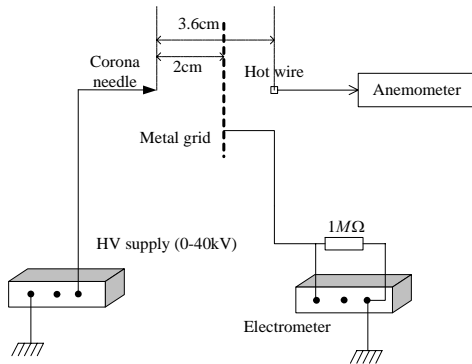 3.6cm
Corona
needle
2cm
Hot wire
Anemometer
Metal grid
1MΩ
HV supply (0-40kV)
Electrometer